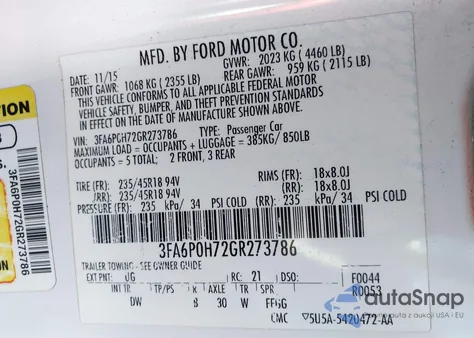 MFD. BY FORD MOTOR CO.
DATE: 11/15 GVWR: 2023 KG ( 4460 LB)
FRONT GAWR: 1068 KG ( 2355 LB) REAR GAWR: 959 KG ( 2115 LB)
THIS VEHICLE CONFORMS TO ALL APPLICABLE FEDERAL MOTOR
VEHICLE SAFETY, BUMPER, AND THEFT PREVENTION STANDARDS IN
EFFECT ON THE DATE OF MANUFACTURE SHOWN ABOVE.
VIN: 3FA6P0H72GR273786 TYPE: Passenger Car
MAXIMUM LOAD = OCCUPANTS + LUGGAGE = 385KG/ 850LB
OCCUPANTS = 5 TOTAL; 2 FRONT, 3 REAR
TIRE (FR): 235/45R18 94V RIMS (FR): 18x8.0J
(RR): 235/45R18 94V (RR): 18x8.0J
PRESSURE (FR): 235 kPa/ 34 PSI COLD (RR): 235 kPa/ 34 PSI COLD
3FA6P0H72GR273786
TRAILER TOWING - SEE OWNER GUIDE
EXT PNT: UG RC: 21 DSO: F0044
R0053
INT TR TP/PS R AXLE TR SPR
DW B 30 W
CMC 5U5A-5420472-AA
3FA6P0H72GR273786
autoSnap
WWW.AUTOSNAP.US
*USA / EU